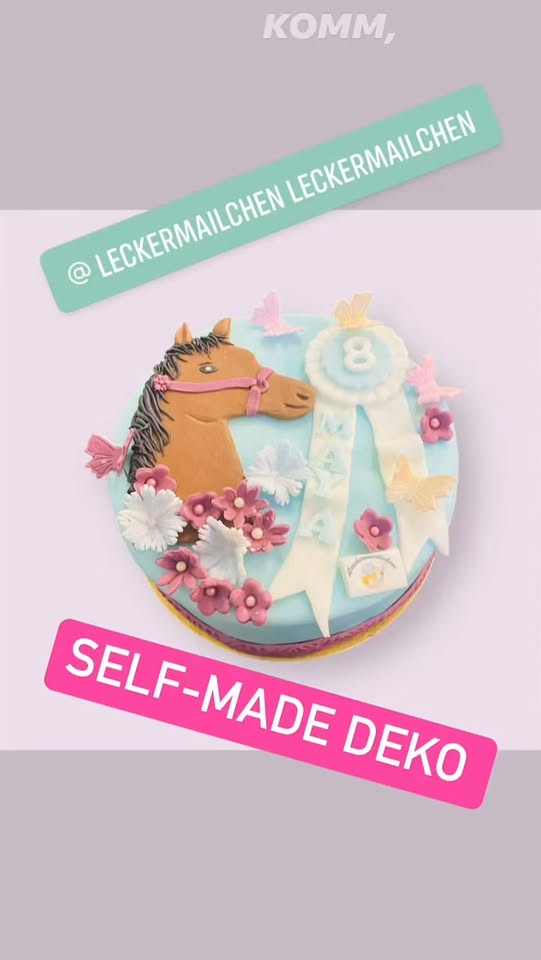 KOMM,
@ LECKERMAILCHEN LECKERMAILCHEN
8
MAYA
SELF-MADE DEKO